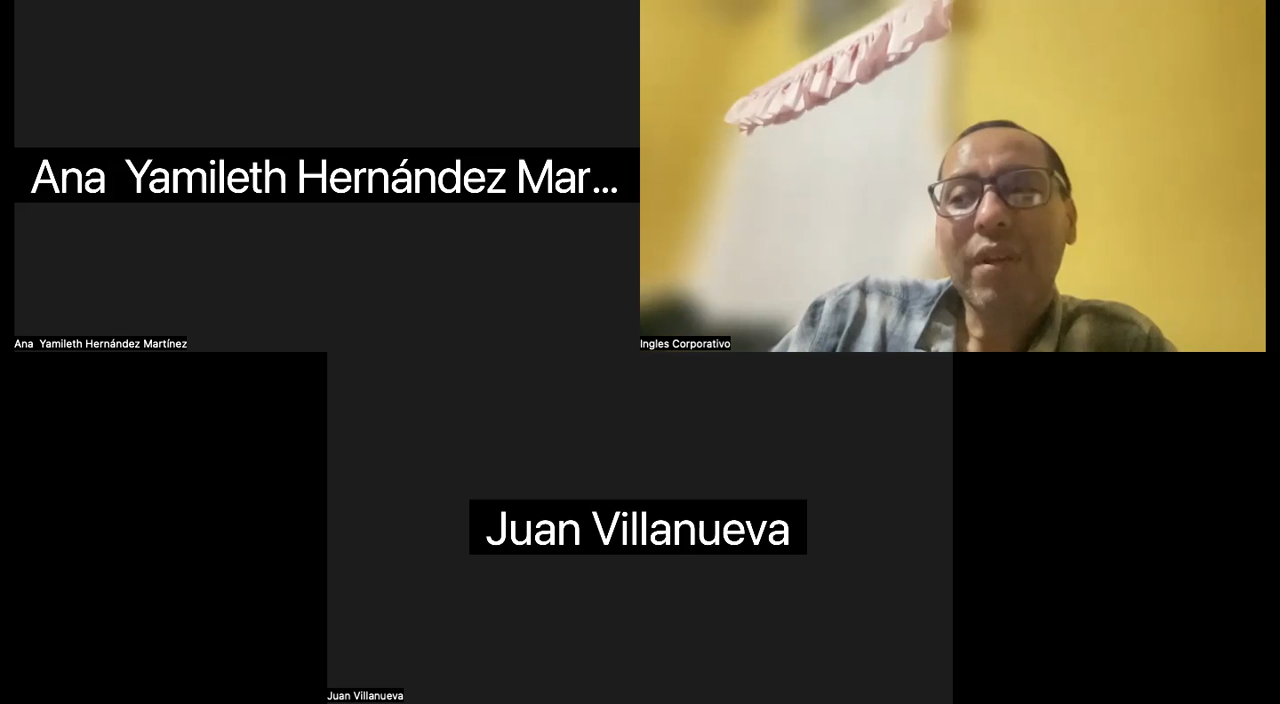 Ana  Yamileth Hernández Mar...
Ana  Yamileth Hernández Martínez
Ingles Corporativo
Juan Villanueva
Juan Villanueva